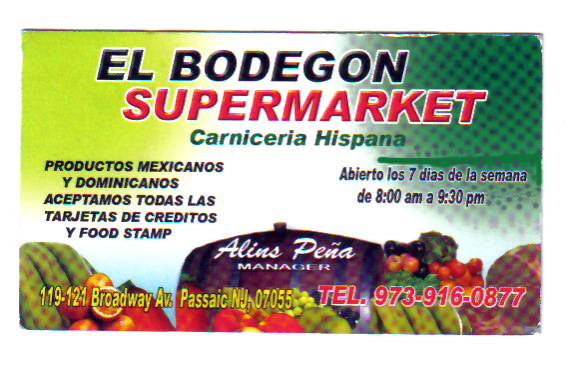 EL BODEGON
SUPERMARKET
Carniceria Hispana
PRODUCTOS MEXICANOS
Y DOMINICANOS
ACEPTAMOS TODAS LAS
TARJETAS DE CREDITOS
Y FOOD STAMP
Abierto los 7 dias de la semana
de 8:00 am a 9:30 pm
Alins Peña
MANAGER
119-121 Broadway Av. Passaic NJ, 07055
TEL. 973-916-0877